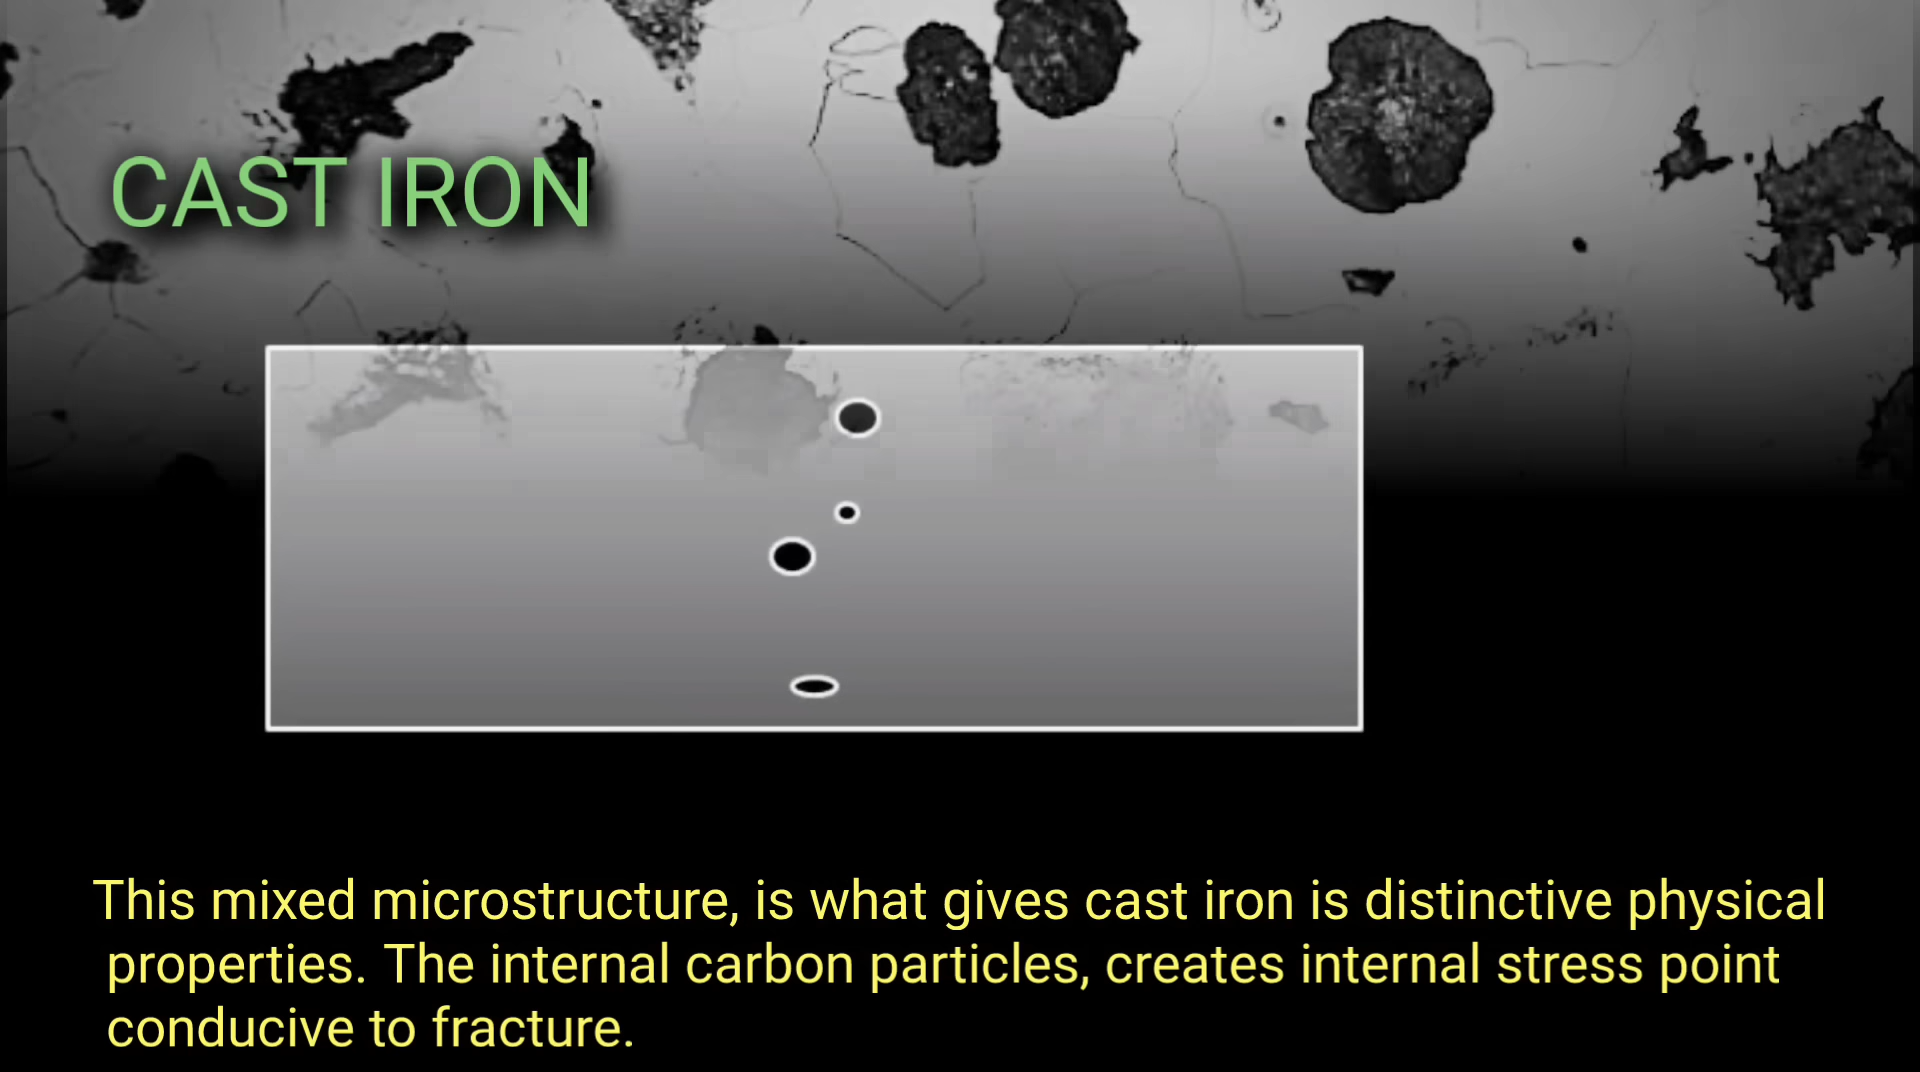 CAST IRON
This mixed microstructure, is what gives cast iron is distinctive physical
properties. The internal carbon particles, creates internal stress point
conducive to fracture.